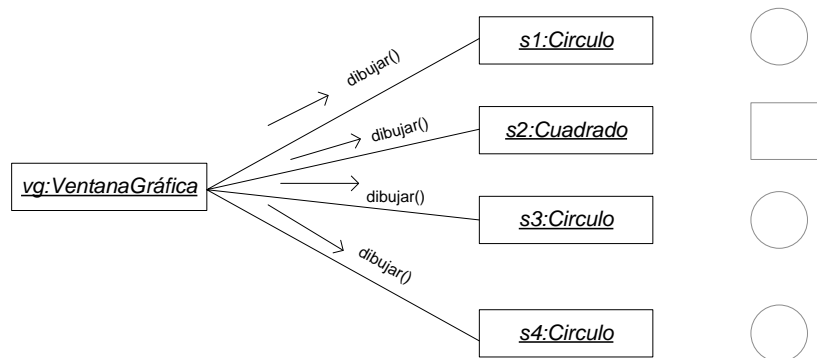 s1:Circulo
dibujar()
s2:Cuadrado
dibujar()
vg:VentanaGráfica
dibujar()
s3:Circulo
dibujar()
s4:Circulo